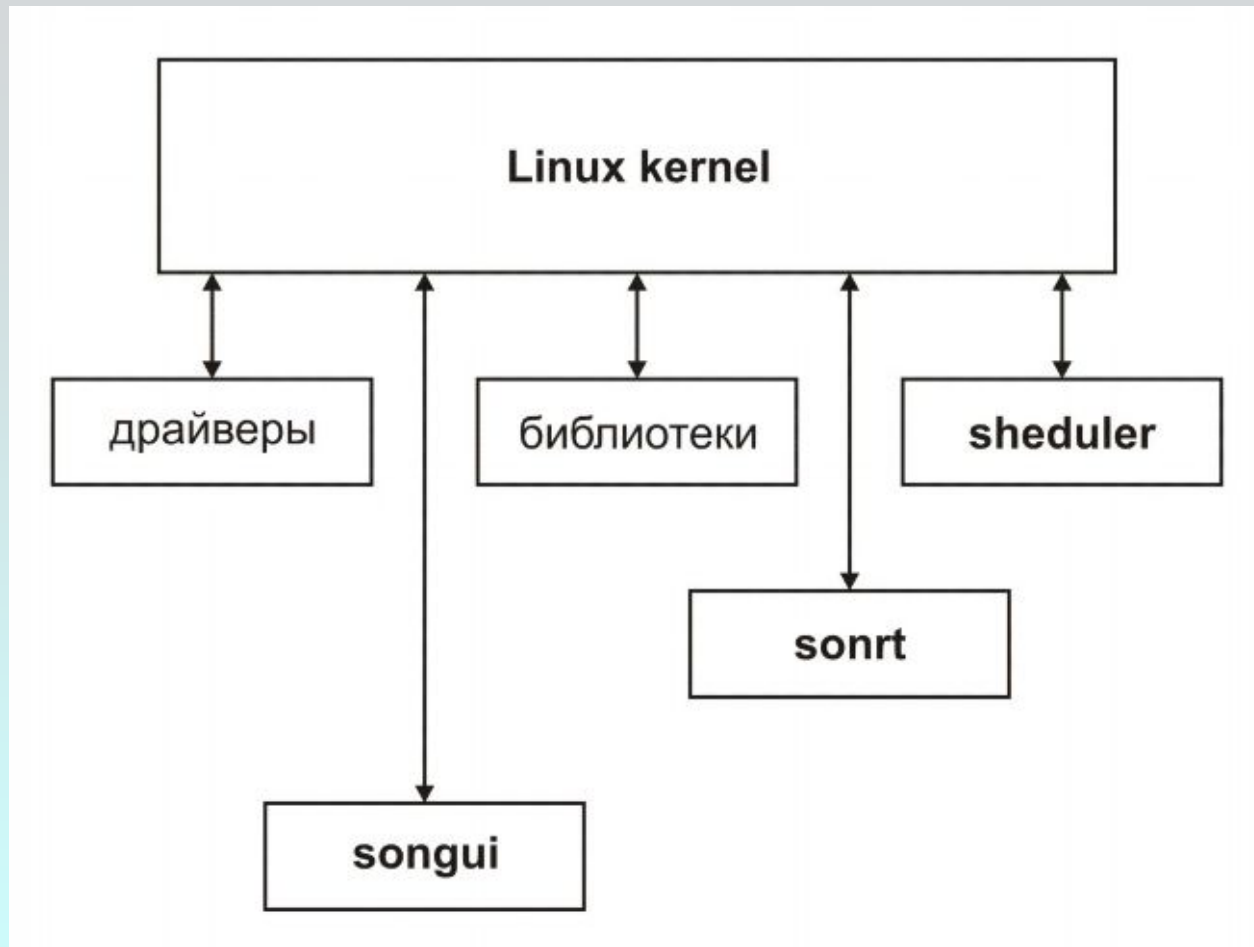 Linux kernel
драйверы
библиотеки
sheduler
sonrt
songui